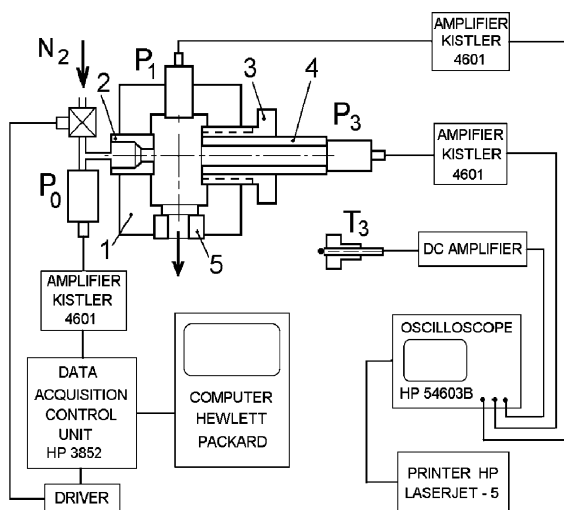 AMPLIFIER
KISTLER
4601
N2
P1
2
3
4
P3
AMPIFIER
KISTLER
4601
P0
1
5
T3
DC AMPLIFIER
AMPLIFIER
KISTLER
4601
OSCILLOSCOPE
HP 54603B
DATA
ACQUISITION
CONTROL
UNIT
HP 3852
COMPUTER
HEWLETT
PACKARD
DRIVER
PRINTER HP
LASERJET - 5